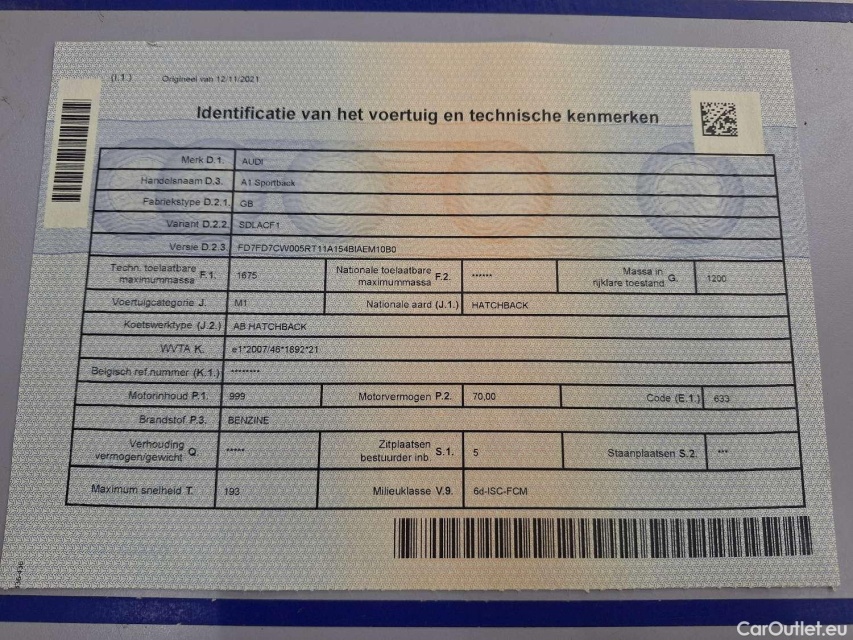 (I.1.) Origineel van 12/11/2021
Identificatie van het voertuig en technische kenmerken
Merk D.1. AUDI
Handelsnaam D.3. A1 Sportback
Fabriekstype D.2.1. GB
Variant D.2.2. SDLACF1
Versie D.2.3. FD7FD7CW005RT11A154BIAEM10B0
Techn. toelaatbare maximummassa F.1. 1675 Nationale toelaatbare maximummassa F.2. ****** Massa in rijklare toestand G. 1200
Voertuigcategorie J. M1 Nationale aard (J.1.) HATCHBACK
Koetswerktype (J.2.) AB HATCHBACK
WVTA K. e1*2007/46*1892*21
Belgisch ref.nummer (K.1.) ********
Motorinhoud P.1. 999 Motorvermogen P.2. 70,00 Code (E.1.) 633
Brandstof P.3. BENZINE
Verhouding vermogen/gewicht Q. ***** Zitplaatsen bestuurder inb. S.1. 5 Staanplaatsen S.2. ***
Maximum snelheid T. 193 Milieuklasse V.9. 6d-ISC-FCM
CarOutlet.eu